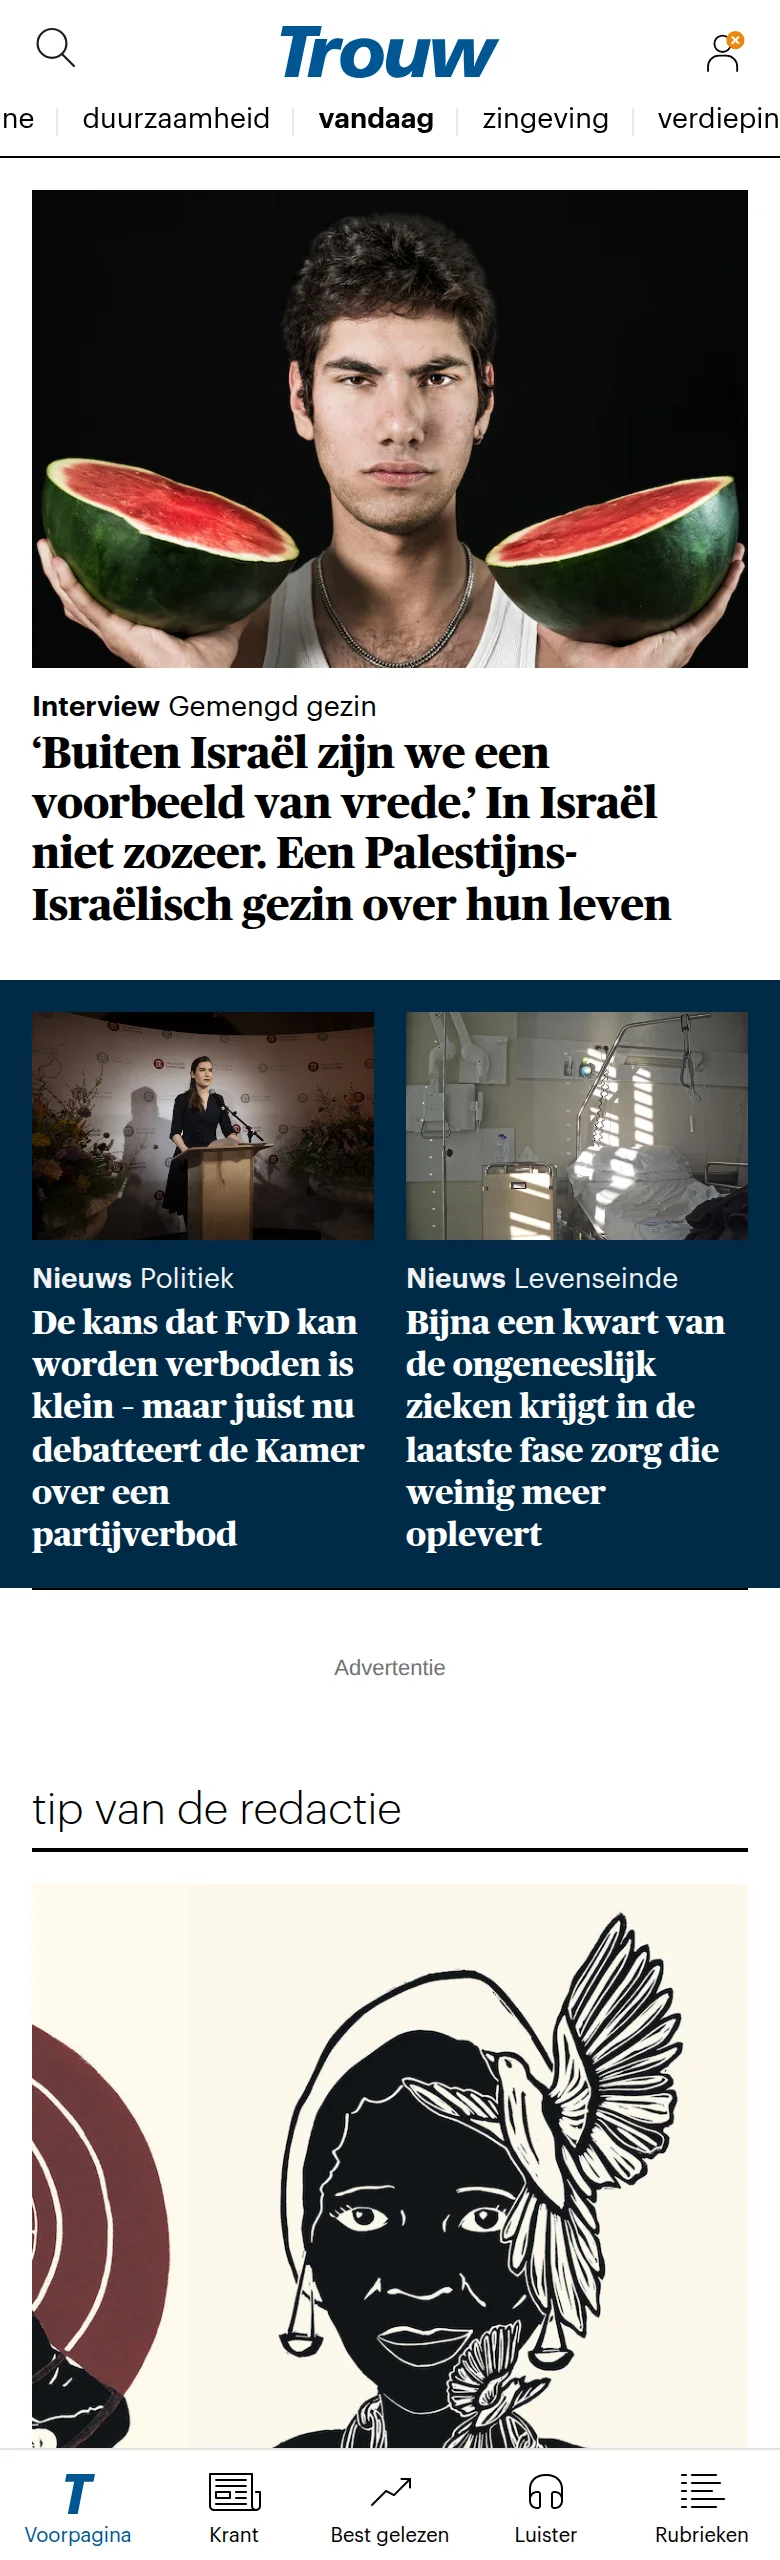 Trouw
ne duurzaamheid vandaag zingeving verdiepin
Interview Gemengd gezin
‘Buiten Israël zijn we een
voorbeeld van vrede.’ In Israël
niet zozeer. Een Palestijns-
Israëlisch gezin over hun leven
Nieuws Politiek
De kans dat FvD kan
worden verboden is
klein – maar juist nu
debatteert de Kamer
over een
partijverbod
Nieuws Levenseinde
Bijna een kwart van
de ongeneeslijk
zieken krijgt in de
laatste fase zorg die
weinig meer
oplevert
Advertentie
tip van de redactie
T
Voorpagina Krant Best gelezen Luister Rubrieken